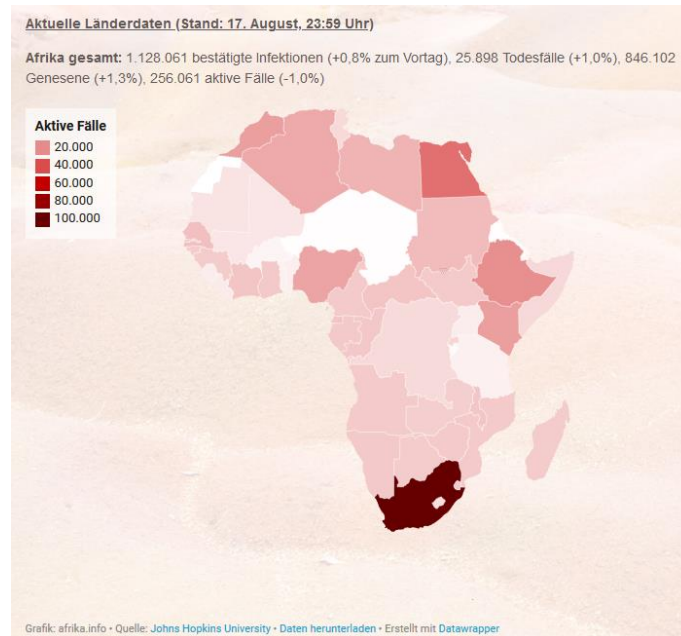 Aktuelle Länderdaten (Stand: 17. August, 23:59 Uhr)
Afrika gesamt: 1.128.061 bestätigte Infektionen (+0,8% zum Vortag), 25.898 Todesfälle (+1,0%), 846.102
Genesene (+1,3%), 256.061 aktive Fälle (-1,0%)
Aktive Fälle
20.000
40.000
60.000
80.000
100.000
Grafik: afrika.info • Quelle: Johns Hopkins University • Daten herunterladen • Erstellt mit Datawrapper